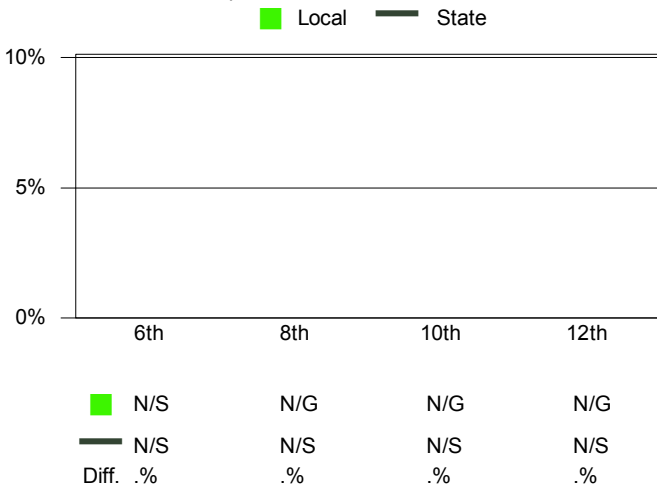 Local State
10%
5%
0%
6th 8th 10th 12th
N/S N/G N/G N/G
N/S N/S N/S N/S
Diff. .% .% .% .%